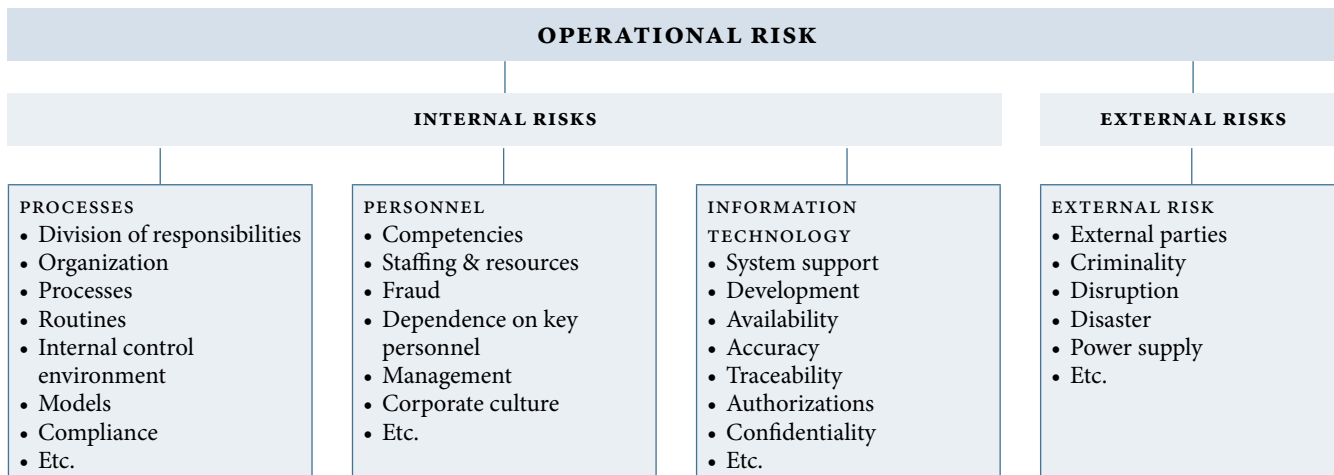 OPERATIONAL RISK
INTERNAL RISKS
EXTERNAL RISKS
PROCESSES
• Division of responsibilities
• Organization
• Processes
• Routines
• Internal control
environment
• Models
• Compliance
• Etc.
PERSONNEL
• Competencies
• Staffing & resources
• Fraud
• Dependence on key
personnel
• Management
• Corporate culture
• Etc.
INFORMATION
TECHNOLOGY
• System support
• Development
• Availability
• Accuracy
• Traceability
• Authorizations
• Confidentiality
• Etc.
EXTERNAL RISK
• External parties
• Criminality
• Disruption
• Disaster
• Power supply
• Etc.